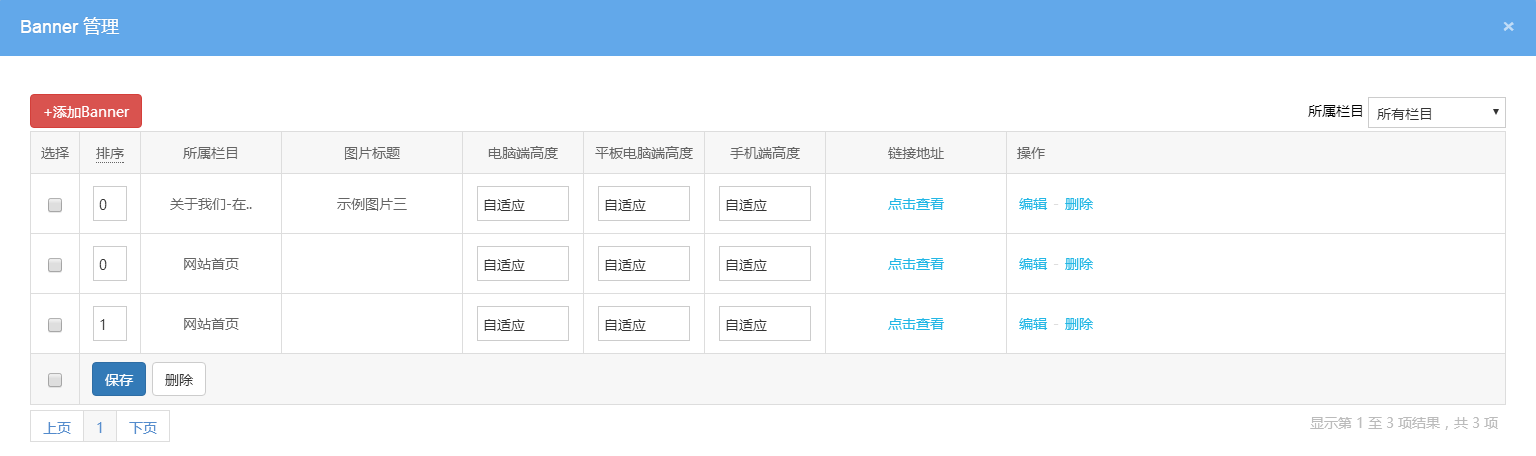 Banner 管理 ×
+添加Banner 所属栏目 所有栏目
选择 排序 所属栏目 图片标题 电脑端高度 平板电脑端高度 手机端高度 链接地址 操作
0 关于我们-在.. 示例图片三 自适应 自适应 自适应 点击查看 编辑 - 删除
0 网站首页 自适应 自适应 自适应 点击查看 编辑 - 删除
1 网站首页 自适应 自适应 自适应 点击查看 编辑 - 删除
保存 删除
上页 1 下页 显示第 1 至 3 项结果，共 3 项